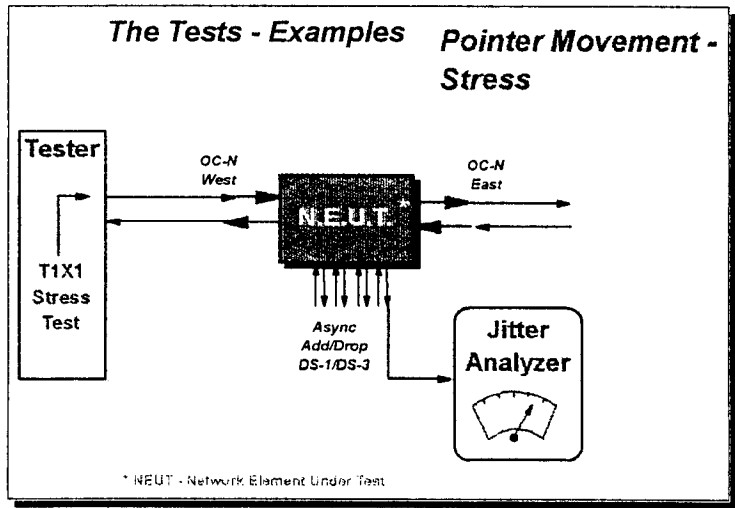 The Tests - Examples
Pointer Movement -
Stress
Tester
T1X1
Stress
Test
OC-N
West
N.E.U.T. *
OC-N
East
Async
Add/Drop
DS-1/DS-3
Jitter
Analyzer
* NEUT - Network Element Under Test